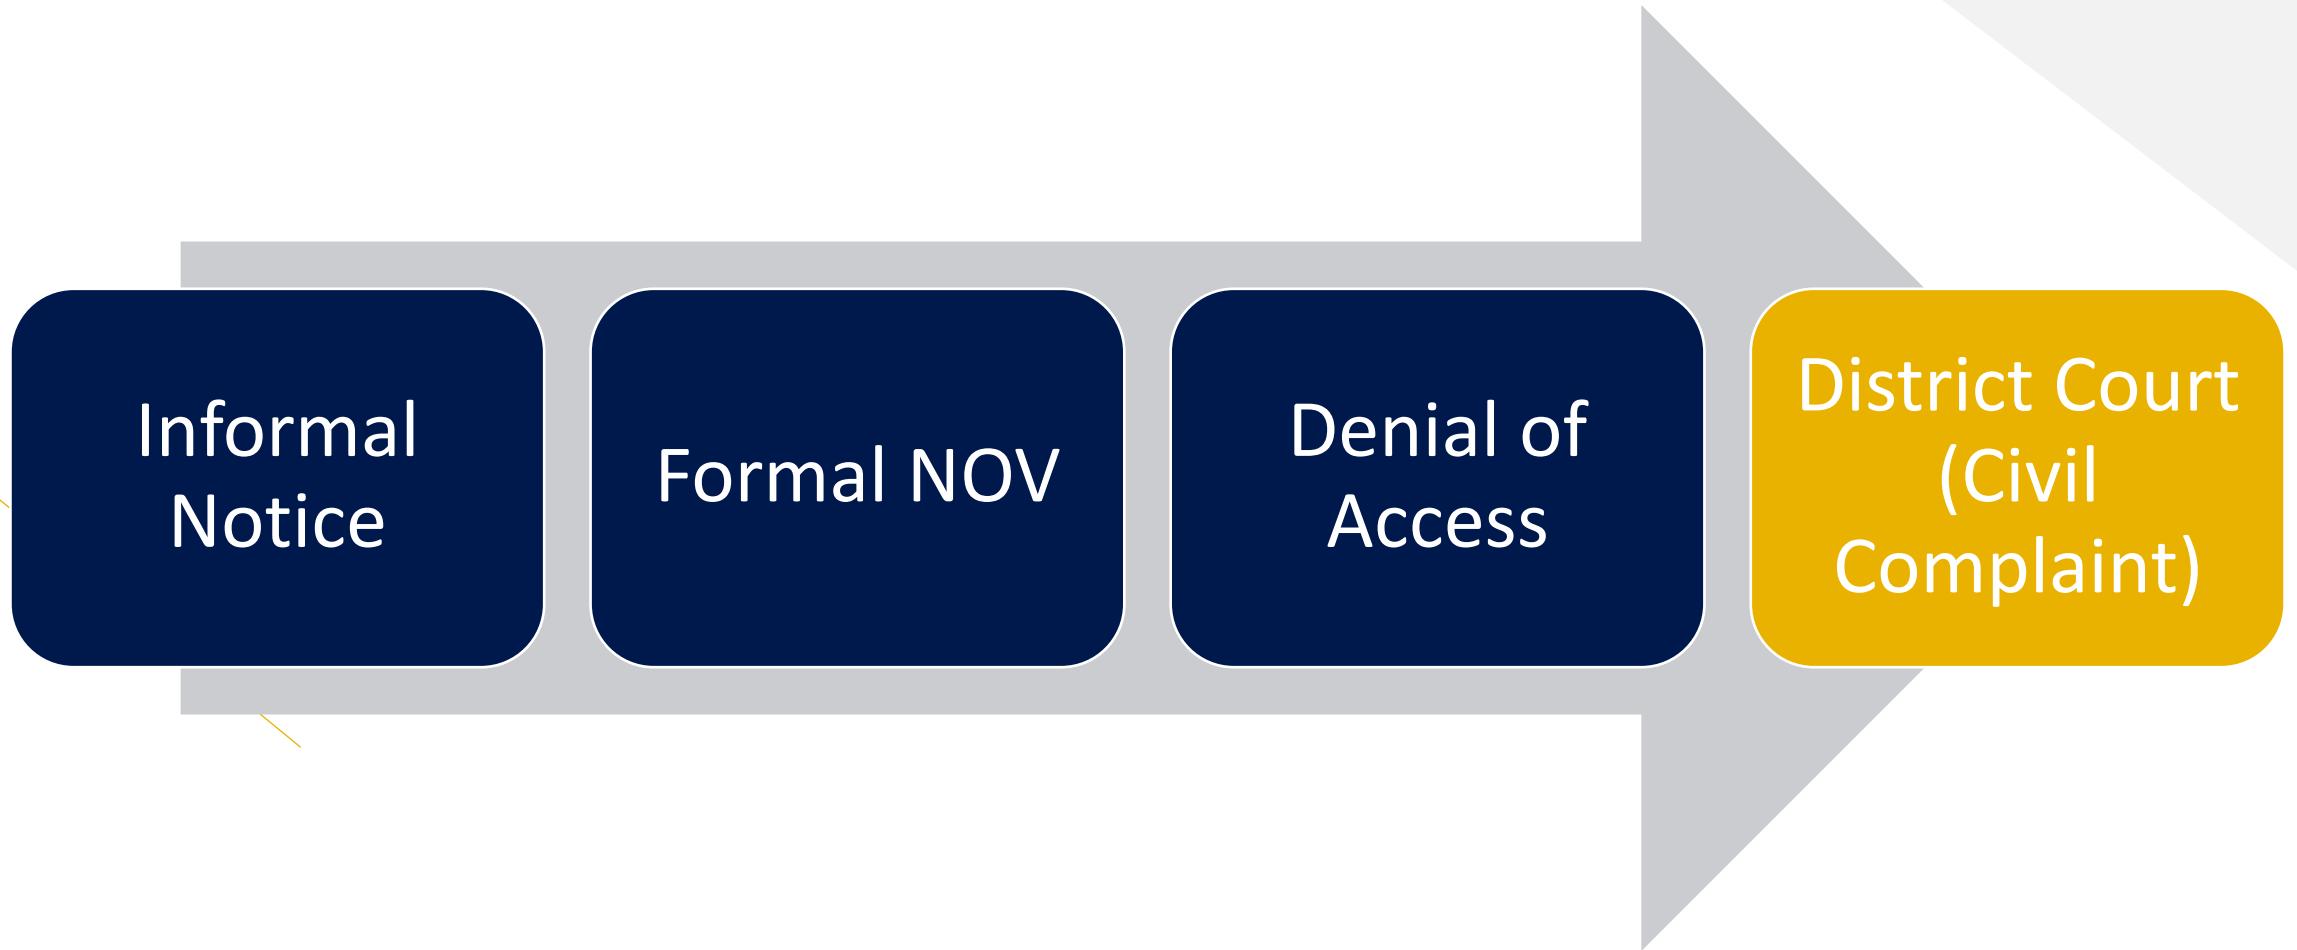 Informal
Notice
Formal NOV
Denial of
Access
District Court
(Civil
Complaint)